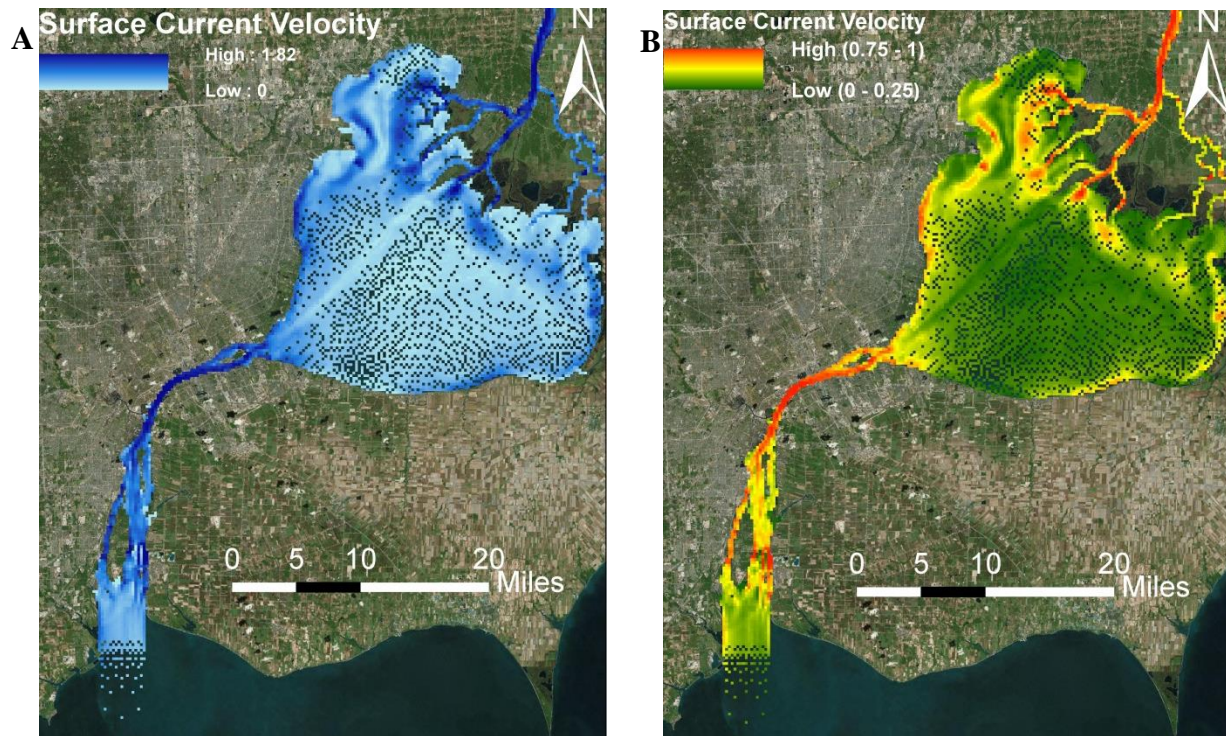 A
Surface Current Velocity
High : 1.82
Low : 0
N
0 5 10 20
Miles
B
Surface Current Velocity
High (0.75 - 1)
Low (0 - 0.25)
N
0 5 10 20
Miles